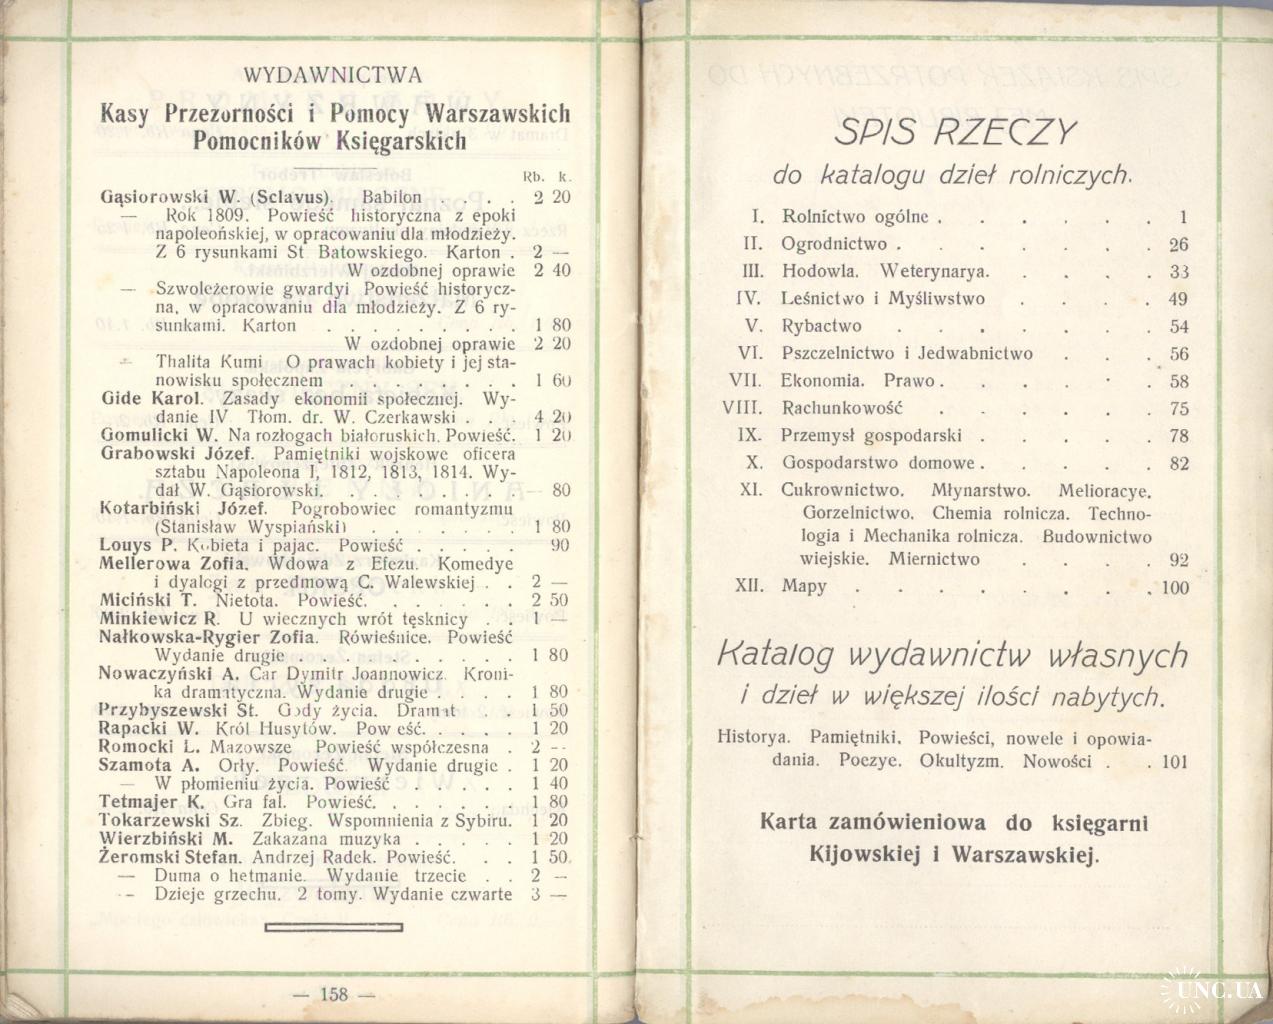 WYDAWNICTWA
Kasy Przezorności i Pomocy Warszawskich
Pomocników Księgarskich
Rb. k.
Gąsiorowski W. (Sclavus). Babilon . . . . 2 20
— Rok 1809. Powieść historyczna z epoki
napoleońskiej, w opracowaniu dla młodzieży.
Z 6 rysunkami St Batowskiego. Karton . 2 —
W ozdobnej oprawie 2 40
— Szwoleżerowie gwardyi Powieść historycz-
na, w opracowaniu dla młodzieży. Z 6 ry-
sunkami. Karton . . . . . . . . . 1 80
W ozdobnej oprawie 2 20
— Thalita Kumi O prawach kobiety i jej sta-
nowisku społecznem . . . . . . . . 1 60
Gide Karol. Zasady ekonomii społecznej. Wy-
danie IV Tłom. dr. W. Czerkawski . . . 4 20
Gomulicki W. Na rozłogach białoruskich. Powieść. 1 20
Grabowski Józef. Pamiętniki wojskowe oficera
sztabu Napoleona I, 1812, 1813, 1814. Wy-
dał W. Gąsiorowski. . . . . . . . . — 80
Kotarbiński Józef. Pogrobowiec romantyzmu
(Stanisław Wyspiański) . . . . . . 1 80
Louys P. Kobieta i pajac. Powieść . . . . . 90
Mellerowa Zofia. Wdowa z Efezu. Komedye
i dyalogi z przedmową C. Walewskiej . . 2 —
Miciński T. Nietota. Powieść. . . . . . . 2 50
Minkiewicz R. U wiecznych wrót tęsknicy . . 1 —
Nałkowska-Rygier Zofia. Rówieśnice. Powieść
Wydanie drugie . . . . . . . . . . 1 80
Nowaczyński A. Car Dymitr Joannowicz. Kroni-
ka dramatyczna. Wydanie drugie . . . . 1 80
Przybyszewski St. Gody życia. Dramat . . 1 50
Rapacki W. Król Husytów. Pow eść. . . . . 1 20
Romocki Ł. Mazowsze Powieść współczesna . 2 --
Szamota A. Orły. Powieść. Wydanie drugie . 1 20
— W płomieniu życia. Powieść . . . . . 1 40
Tetmajer K. Gra fal. Powieść. . . . . . . 1 80
Tokarzewski Sz. Zbieg. Wspomnienia z Sybiru. 1 20
Wierzbiński M. Zakazana muzyka . . . . . 1 20
Żeromski Stefan. Andrzej Radek. Powieść. . . 1 50.
— Duma o hetmanie. Wydanie trzecie . . 2 —
— Dzieje grzechu. 2 tomy. Wydanie czwarte 3 —
— 158 —
SPIS RZECZY
do katalogu dzieł rolniczych.
I. Rolnictwo ogólne . . . . . . 1
II. Ogrodnictwo . . . . . . . 26
III. Hodowla. Weterynarya. . . . . 33
IV. Leśnictwo i Myśliwstwo . . . . 49
V. Rybactwo . . . . . . . 54
VI. Pszczelnictwo i Jedwabnictwo . . . 56
VII. Ekonomia. Prawo . . . . . . 58
VIII. Rachunkowość . . . . . . 75
IX. Przemysł gospodarski . . . . . 78
X. Gospodarstwo domowe . . . . . 82
XI. Cukrownictwo. Młynarstwo. Melioracye.
Gorzelnictwo. Chemia rolnicza. Techno-
logia i Mechanika rolnicza. Budownictwo
wiejskie. Miernictwo . . . . 92
XII. Mapy . . . . . . . . 100
Katalog wydawnictw własnych
i dzieł w większej ilości nabytych.
Historya. Pamiętniki. Powieści, nowele i opowia-
dania. Poezye. Okultyzm. Nowości . . 101
Karta zamówieniowa do księgarni
Kijowskiej i Warszawskiej.
UNC.UA